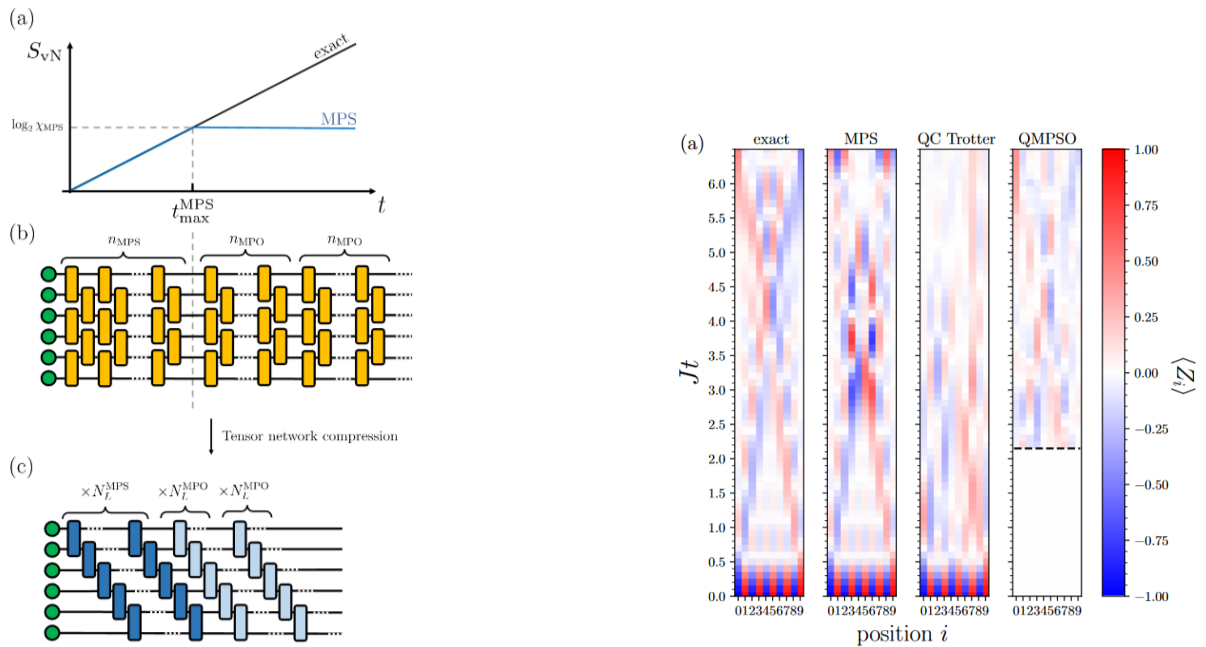 (a)
S_vN
exact
log₂ χ_MPS
MPS
t_max^MPS
t
(b)
n_MPS
n_MPO
n_MPO
Tensor network compression
(c)
×N_L^MPS
×N_L^MPO
×N_L^MPO
(a)
exact
MPS
QC Trotter
QMPSO
Jt
6.0
5.5
5.0
4.5
4.0
3.5
3.0
2.5
2.0
1.5
1.0
0.5
0.0
0123456789
0123456789
0123456789
0123456789
position i
1.00
0.75
0.50
0.25
0.00
−0.25
−0.50
−0.75
−1.00
⟨Z_i⟩